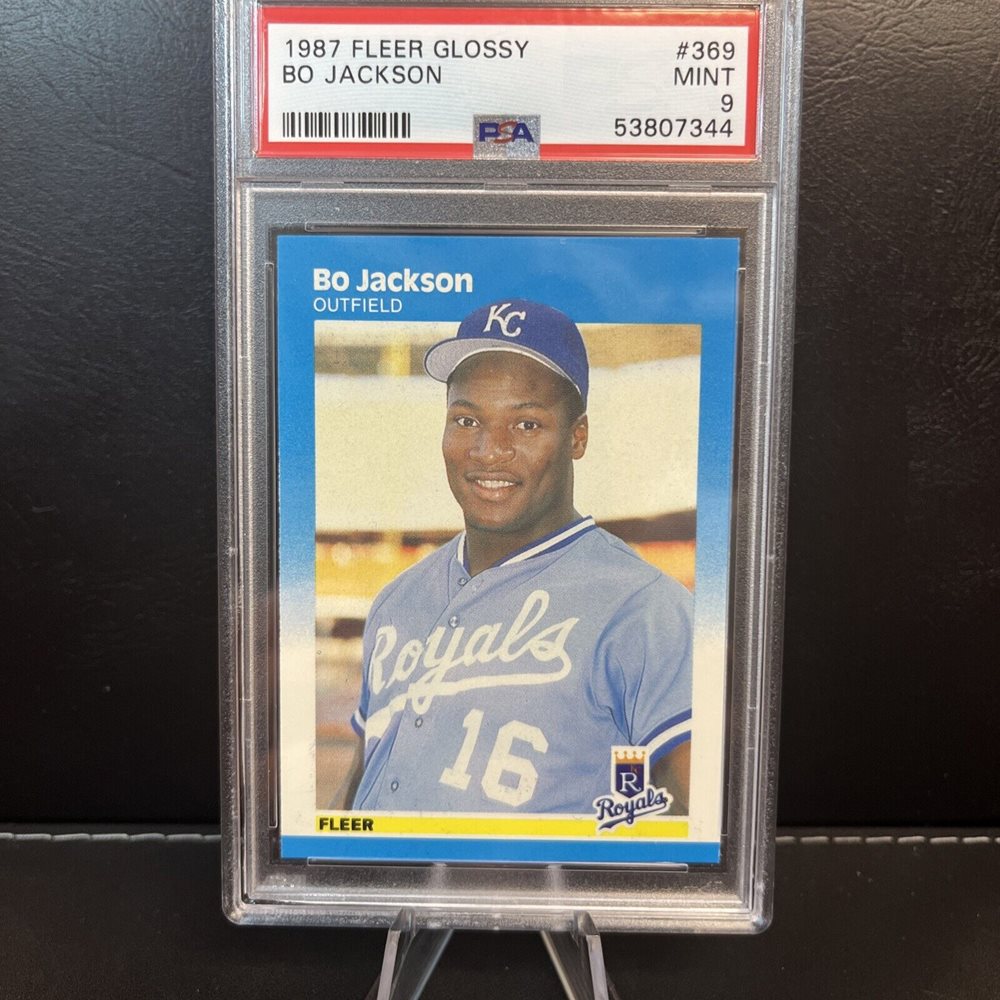 1987 FLEER GLOSSY #369
BO JACKSON MINT
9
PSA 53807344
Bo Jackson
OUTFIELD
KC
Royals
16
R
Royals
FLEER